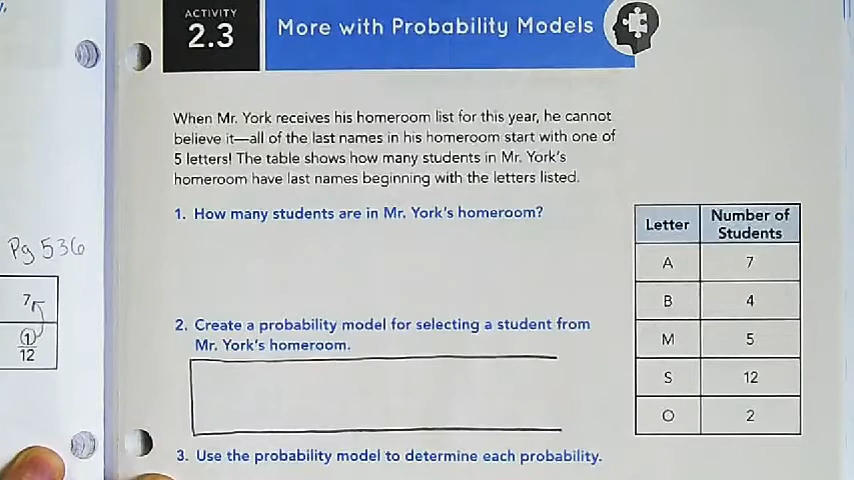 ACTIVITY
2.3
More with Probability Models
When Mr. York receives his homeroom list for this year, he cannot
believe it—all of the last names in his homeroom start with one of
5 letters! The table shows how many students in Mr. York's
homeroom have last names beginning with the letters listed.
1. How many students are in Mr. York's homeroom?
Letter Number of Students
A 7
B 4
M 5
S 12
O 2
2. Create a probability model for selecting a student from
Mr. York's homeroom.
3. Use the probability model to determine each probability.
Pg 536
7
1
12